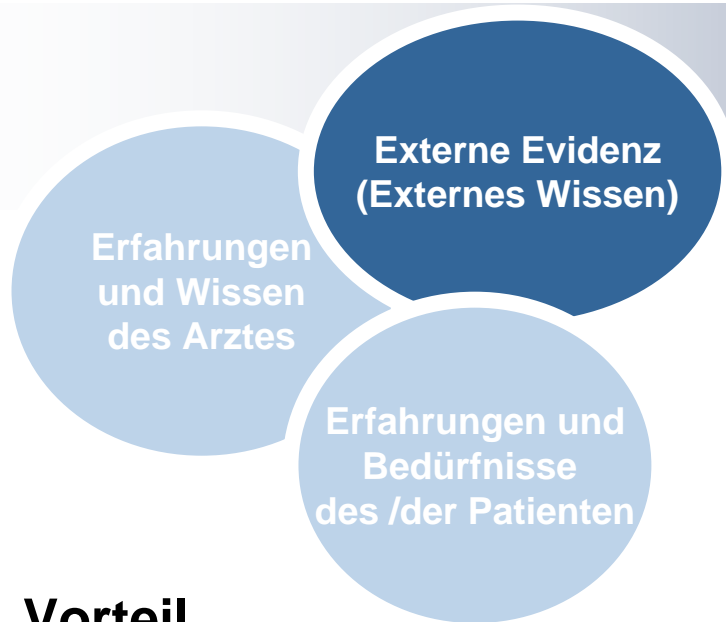 Externe Evidenz
(Externes Wissen)
Erfahrungen
und Wissen
des Arztes
Erfahrungen und
Bedürfnisse
des /der Patienten
Vorteil